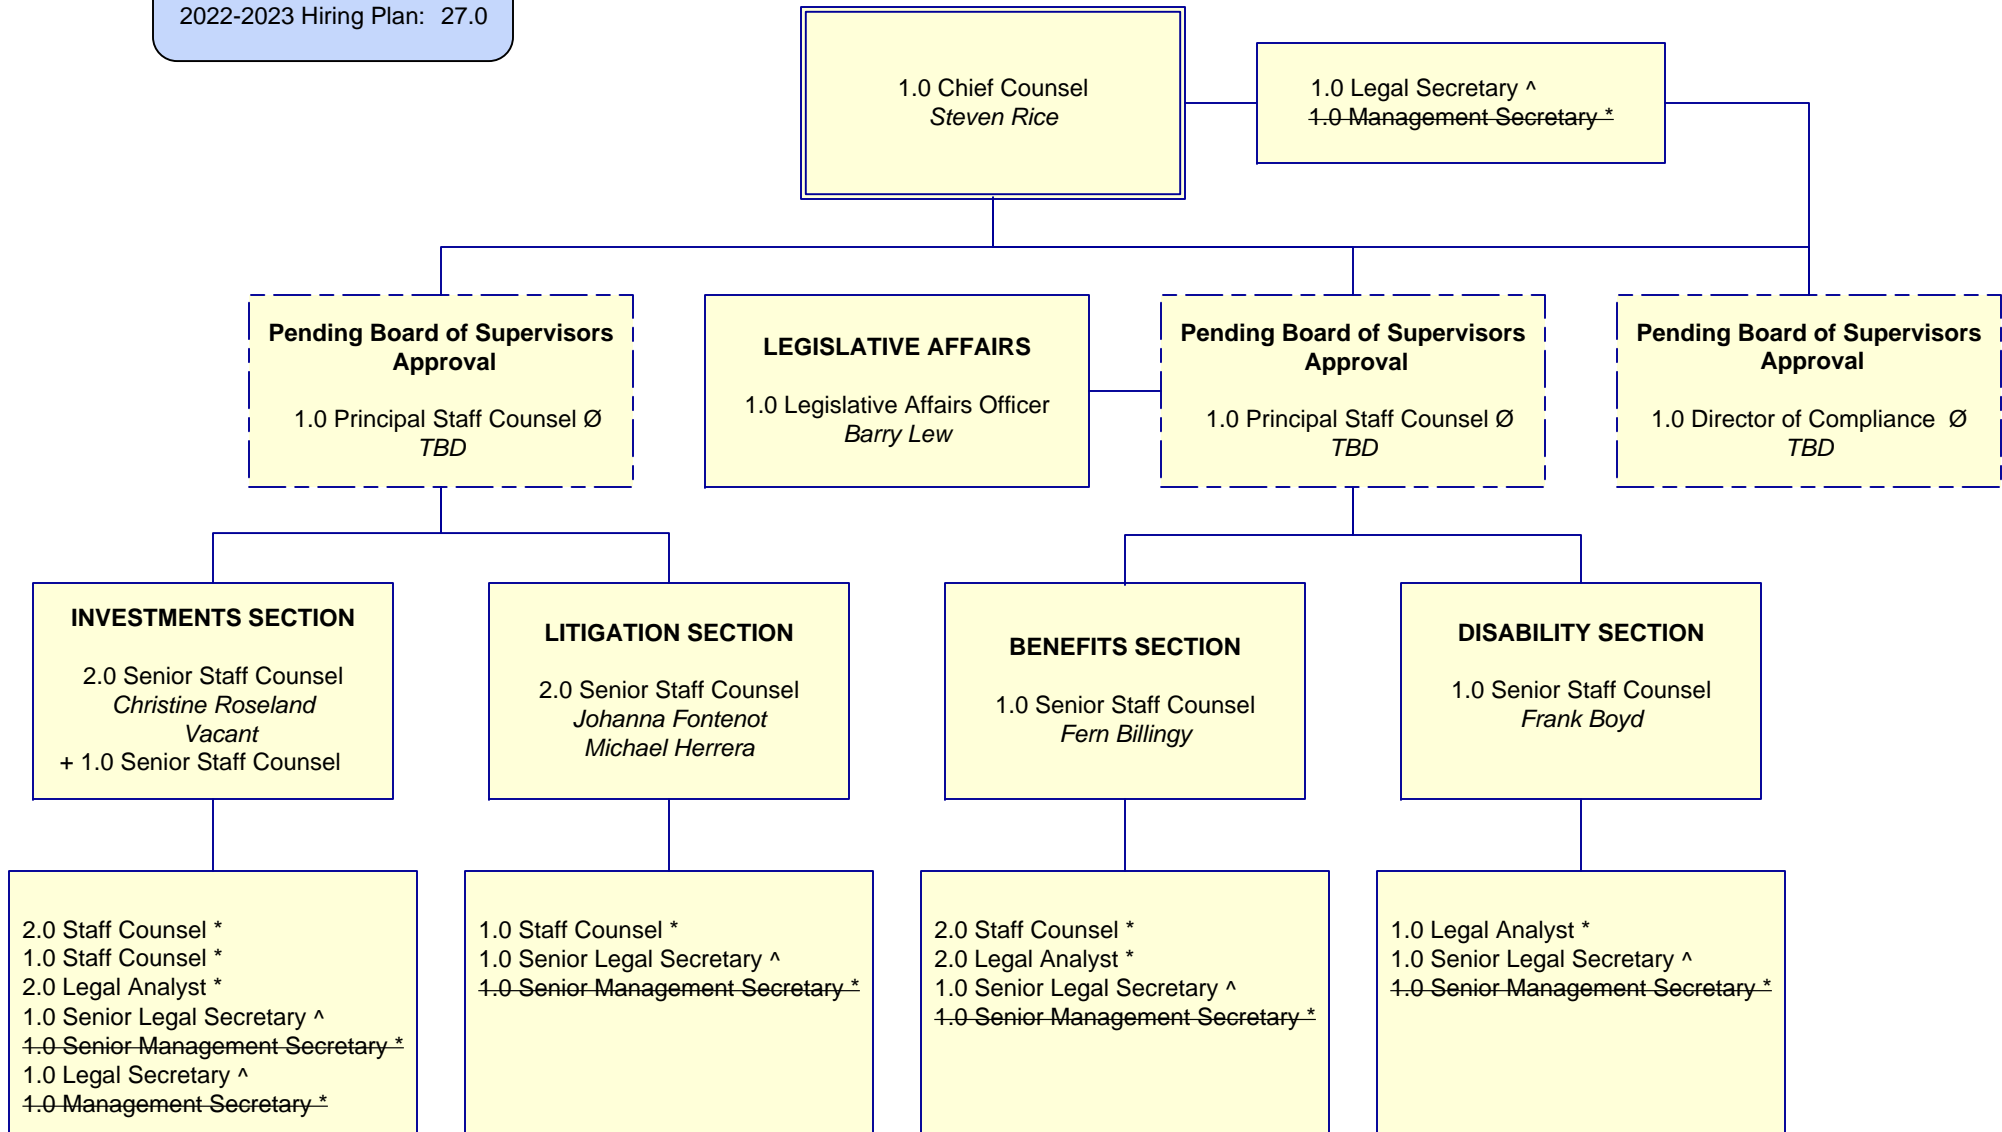 2022-2023 Hiring Plan: 27.0
1.0 Chief Counsel
Steven Rice
1.0 Legal Secretary ^
1.0 Management Secretary *
Pending Board of Supervisors
Approval
1.0 Principal Staff Counsel Ø
TBD
LEGISLATIVE AFFAIRS
1.0 Legislative Affairs Officer
Barry Lew
Pending Board of Supervisors
Approval
1.0 Principal Staff Counsel Ø
TBD
Pending Board of Supervisors
Approval
1.0 Director of Compliance Ø
TBD
INVESTMENTS SECTION
2.0 Senior Staff Counsel
Christine Roseland
Vacant
+ 1.0 Senior Staff Counsel
LITIGATION SECTION
2.0 Senior Staff Counsel
Johanna Fontenot
Michael Herrera
BENEFITS SECTION
1.0 Senior Staff Counsel
Fern Billingy
DISABILITY SECTION
1.0 Senior Staff Counsel
Frank Boyd
2.0 Staff Counsel *
1.0 Staff Counsel *
2.0 Legal Analyst *
1.0 Senior Legal Secretary ^
1.0 Senior Management Secretary *
1.0 Legal Secretary ^
1.0 Management Secretary *
1.0 Staff Counsel *
1.0 Senior Legal Secretary ^
1.0 Senior Management Secretary *
2.0 Staff Counsel *
2.0 Legal Analyst *
1.0 Senior Legal Secretary ^
1.0 Senior Management Secretary *
1.0 Legal Analyst *
1.0 Senior Legal Secretary ^
1.0 Senior Management Secretary *